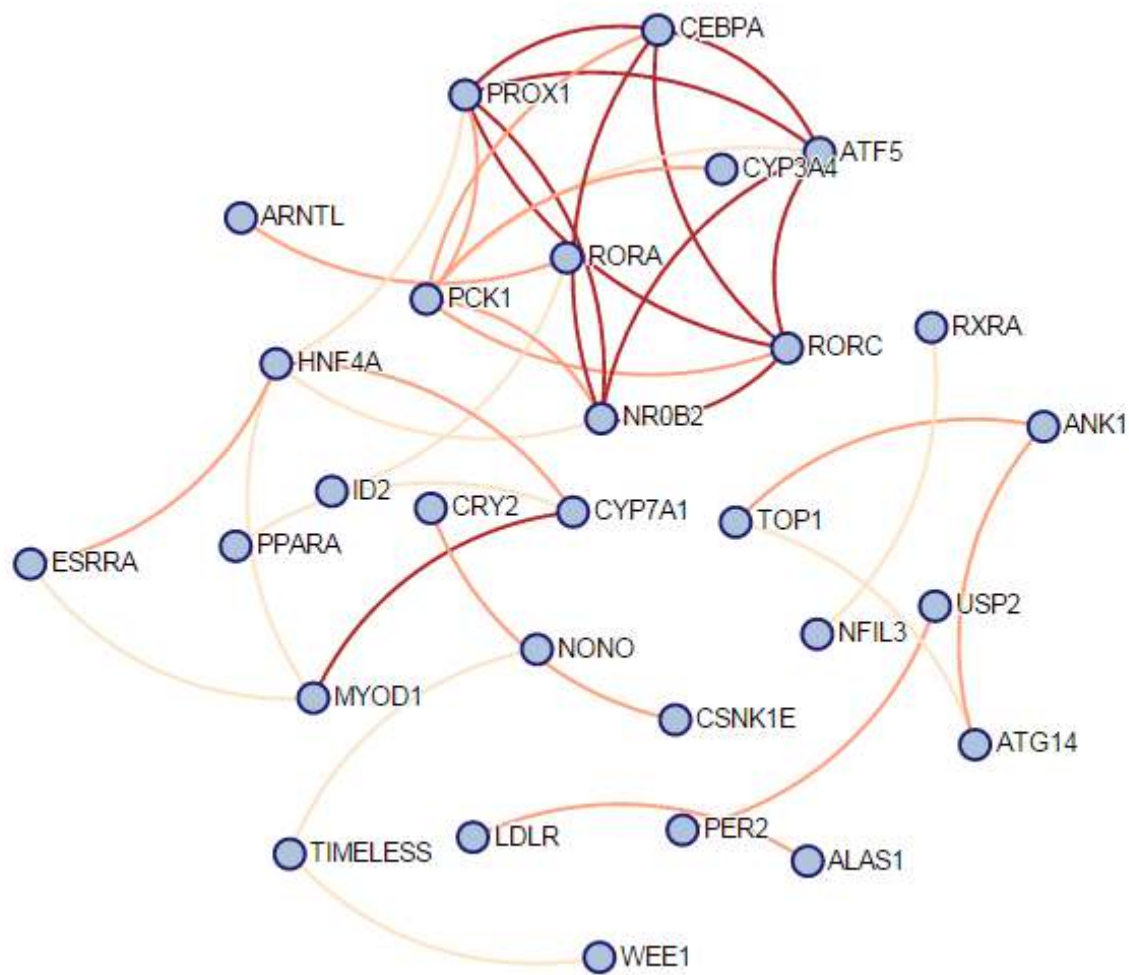 CEBPA
PROX1
ATF5
CYP3A4
ARNTL
RORA
PCK1
RXRA
RORC
HNF4A
NR0B2
ANK1
ID2
CRY2
CYP7A1
TOP1
PPARA
ESRRA
USP2
NFIL3
NONO
MYOD1
CSNK1E
ATG14
PER2
LDLR
TIMELESS
ALAS1
WEE1